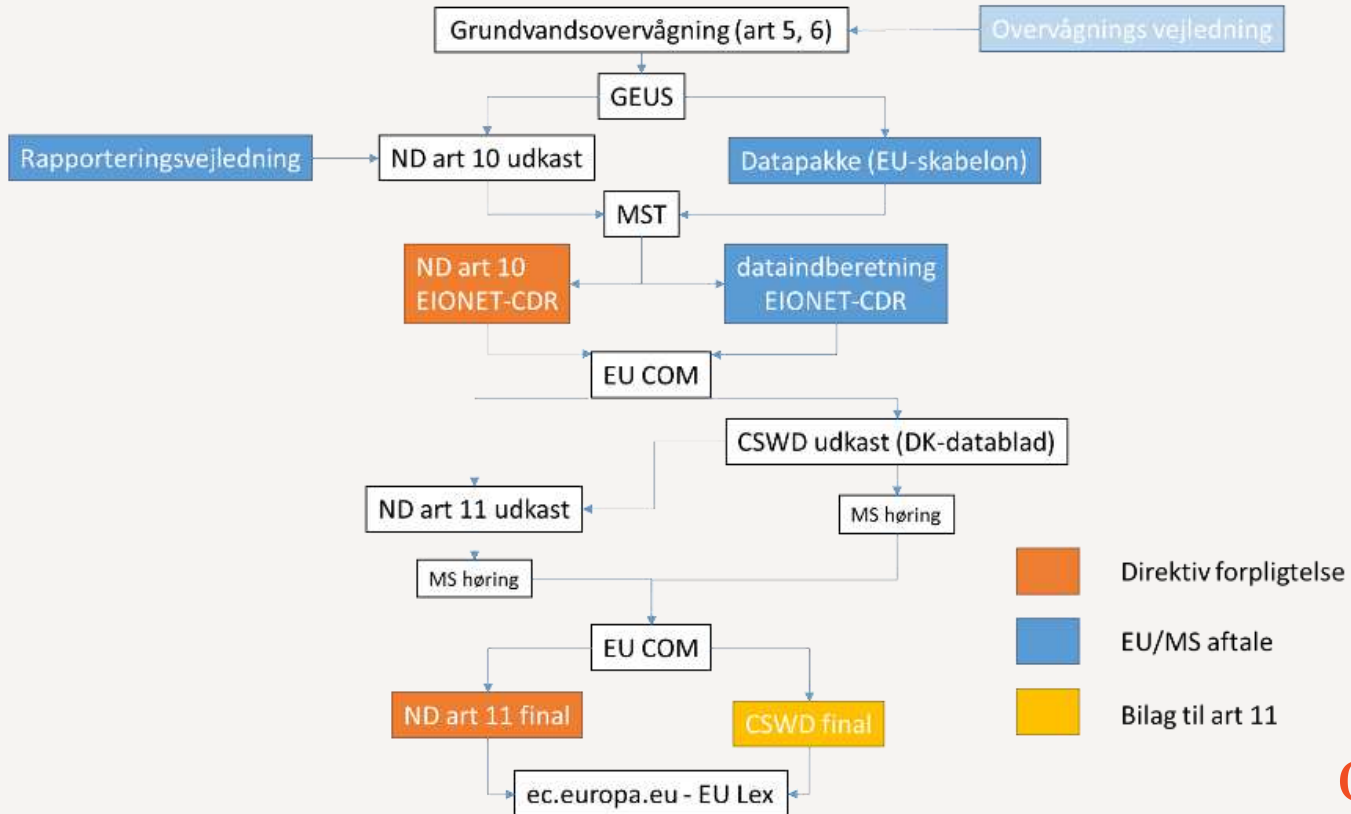 Grundvandsovervågning (art 5, 6)
Overvågnings vejledning
GEUS
Rapporteringsvejledning
ND art 10 udkast
Datapakke (EU-skabelon)
MST
ND art 10
EIONET-CDR
dataindberetning
EIONET-CDR
EU COM
CSWD udkast (DK-datablad)
ND art 11 udkast
MS høring
MS høring
Direktiv forpligtelse
EU/MS aftale
EU COM
ND art 11 final
CSWD final
Bilag til art 11
ec.europa.eu - EU Lex